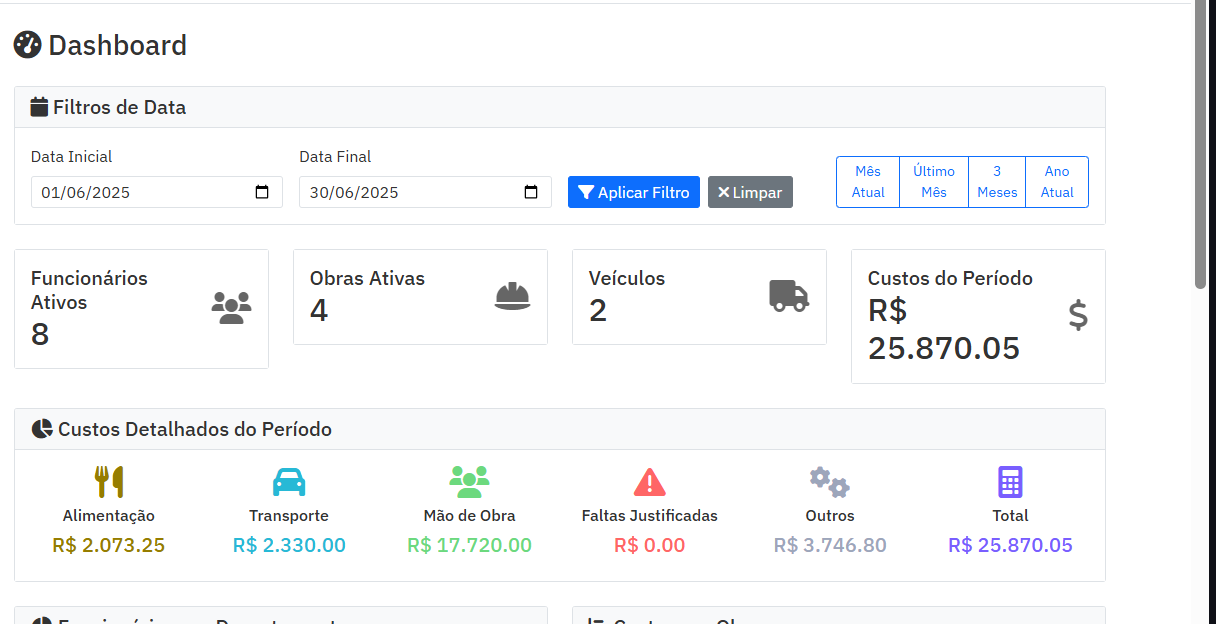 Dashboard
Filtros de Data
Data Inicial
Data Final
01/06/2025
30/06/2025
Aplicar Filtro
Limpar
Mês Atual
Último Mês
3 Meses
Ano Atual
Funcionários
Ativos
8
Obras Ativas
4
Veículos
2
Custos do Período
R$
25.870.05
Custos Detalhados do Período
Alimentação
R$ 2.073.25
Transporte
R$ 2.330.00
Mão de Obra
R$ 17.720.00
Faltas Justificadas
R$ 0.00
Outros
R$ 3.746.80
Total
R$ 25.870.05